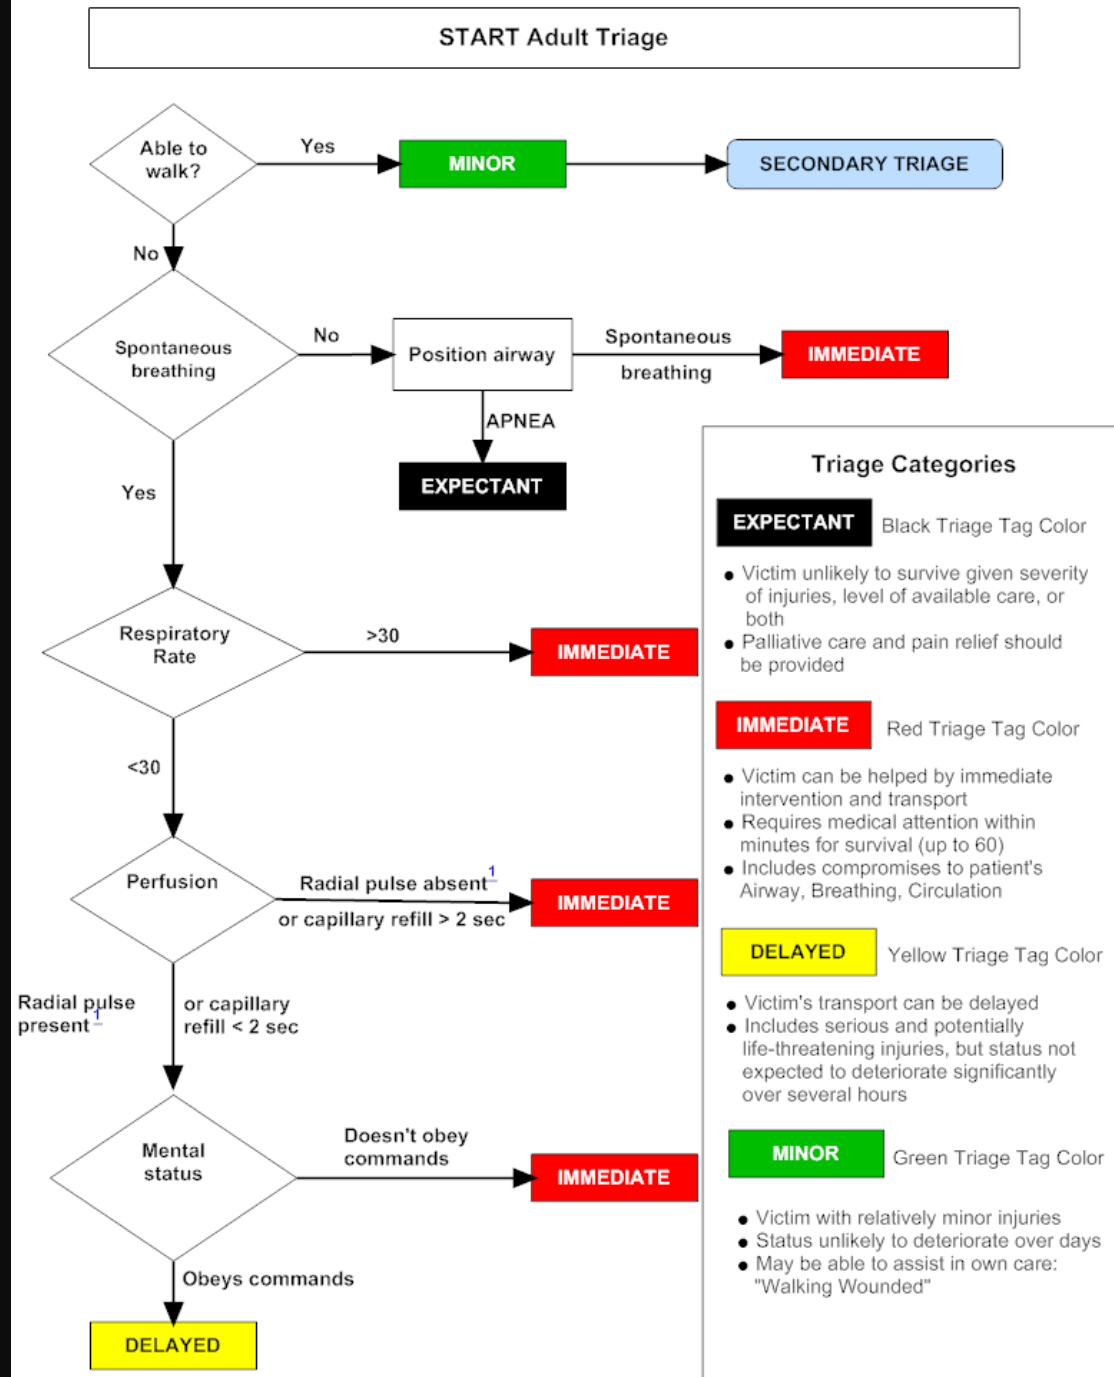 START Adult Triage
Able to
walk?
Yes
MINOR
SECONDARY TRIAGE
No
Spontaneous
breathing
No
Position airway
Spontaneous
breathing
IMMEDIATE
APNEA
EXPECTANT
Yes
Respiratory
Rate
>30
IMMEDIATE
<30
Perfusion
Radial pulse absent 1
or capillary refill > 2 sec
IMMEDIATE
Radial pulse
present 1
or capillary
refill < 2 sec
Mental
status
Doesn't obey
commands
IMMEDIATE
Obeys commands
DELAYED
Triage Categories
EXPECTANT Black Triage Tag Color
● Victim unlikely to survive given severity
of injuries, level of available care, or
both
● Palliative care and pain relief should
be provided
IMMEDIATE Red Triage Tag Color
● Victim can be helped by immediate
intervention and transport
● Requires medical attention within
minutes for survival (up to 60)
● Includes compromises to patient's
Airway, Breathing, Circulation
DELAYED Yellow Triage Tag Color
● Victim's transport can be delayed
● Includes serious and potentially
life-threatening injuries, but status not
expected to deteriorate significantly
over several hours
MINOR Green Triage Tag Color
● Victim with relatively minor injuries
● Status unlikely to deteriorate over days
● May be able to assist in own care:
"Walking Wounded"